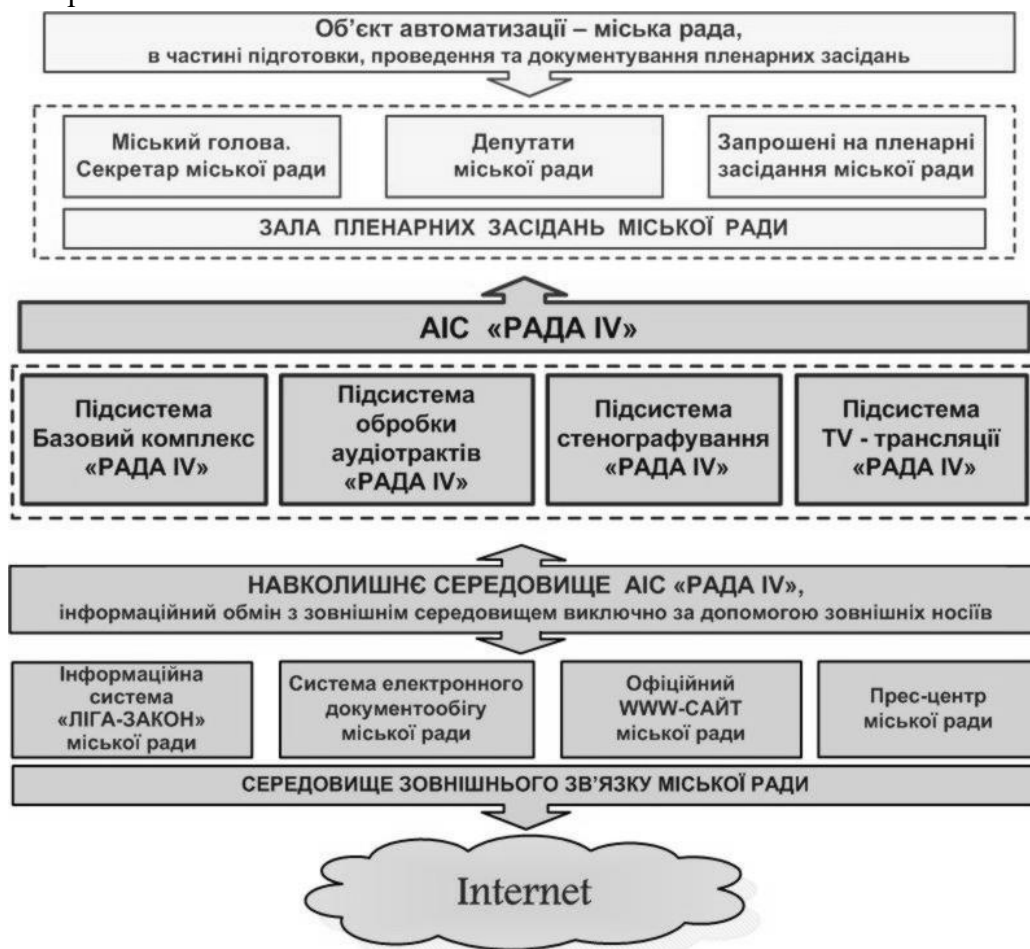 Об’єкт автоматизації – міська рада,
в частині підготовки, проведення та документування пленарних засідань
Міський голова.
Секретар міської ради
Депутати
міської ради
Запрошені на пленарні
засідання міської ради
ЗАЛА ПЛЕНАРНИХ ЗАСІДАНЬ МІСЬКОЇ РАДИ
АІС «РАДА IV»
Підсистема
Базовий комплекс
«РАДА IV»
Підсистема
обробки
аудіотрактів
«РАДА IV»
Підсистема
стенографування
«РАДА IV»
Підсистема
TV - трансляції
«РАДА IV»
НАВКОЛИШНЄ СЕРЕДОВИЩЕ АІС «РАДА IV»,
інформаційний обмін з зовнішнім середовищем виключно за допомогою зовнішніх носіїв
Інформаційна
система
«ЛІГА-ЗАКОН»
міської ради
Система електронного
документообігу
міської ради
Офіційний
WWW-САЙТ
міської ради
Прес-центр
міської ради
СЕРЕДОВИЩЕ ЗОВНІШНЬОГО ЗВ’ЯЗКУ МІСЬКОЇ РАДИ
Internet